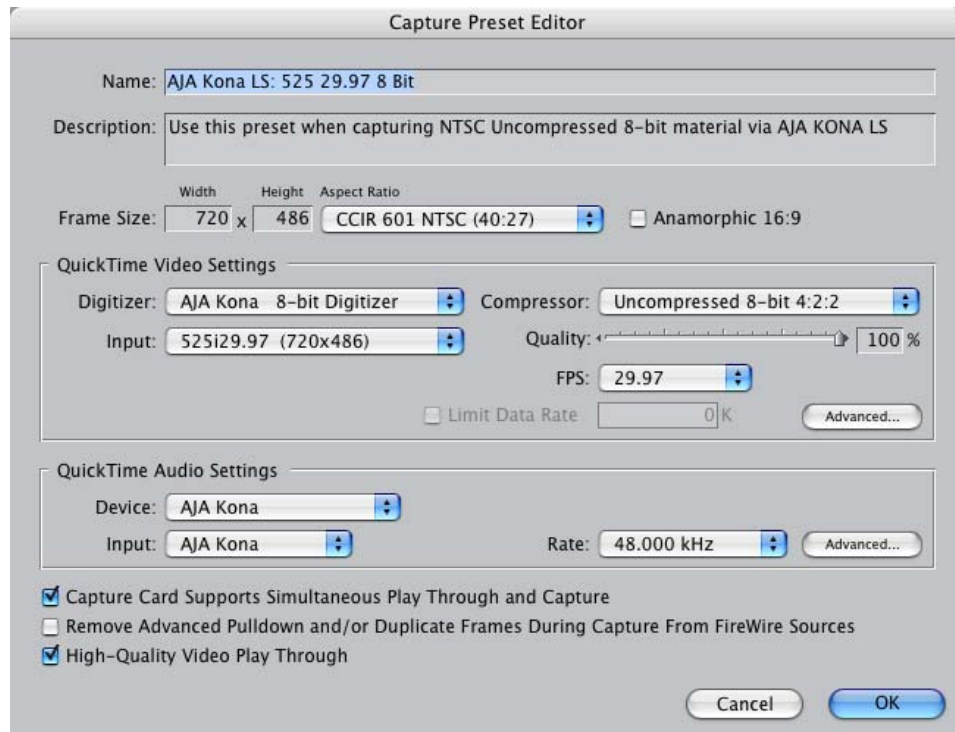 Capture Preset Editor
Name: AJA Kona LS: 525 29.97 8 Bit
Description: Use this preset when capturing NTSC Uncompressed 8-bit material via AJA KONA LS
Width Height Aspect Ratio
Frame Size: 720 x 486 CCIR 601 NTSC (40:27) Anamorphic 16:9
QuickTime Video Settings
Digitizer: AJA Kona 8-bit Digitizer Compressor: Uncompressed 8-bit 4:2:2
Input: 525i29.97 (720x486) Quality: 100 %
FPS: 29.97
Limit Data Rate 0 K Advanced...
QuickTime Audio Settings
Device: AJA Kona
Input: AJA Kona Rate: 48.000 kHz Advanced...
Capture Card Supports Simultaneous Play Through and Capture
Remove Advanced Pulldown and/or Duplicate Frames During Capture From FireWire Sources
High-Quality Video Play Through
Cancel OK